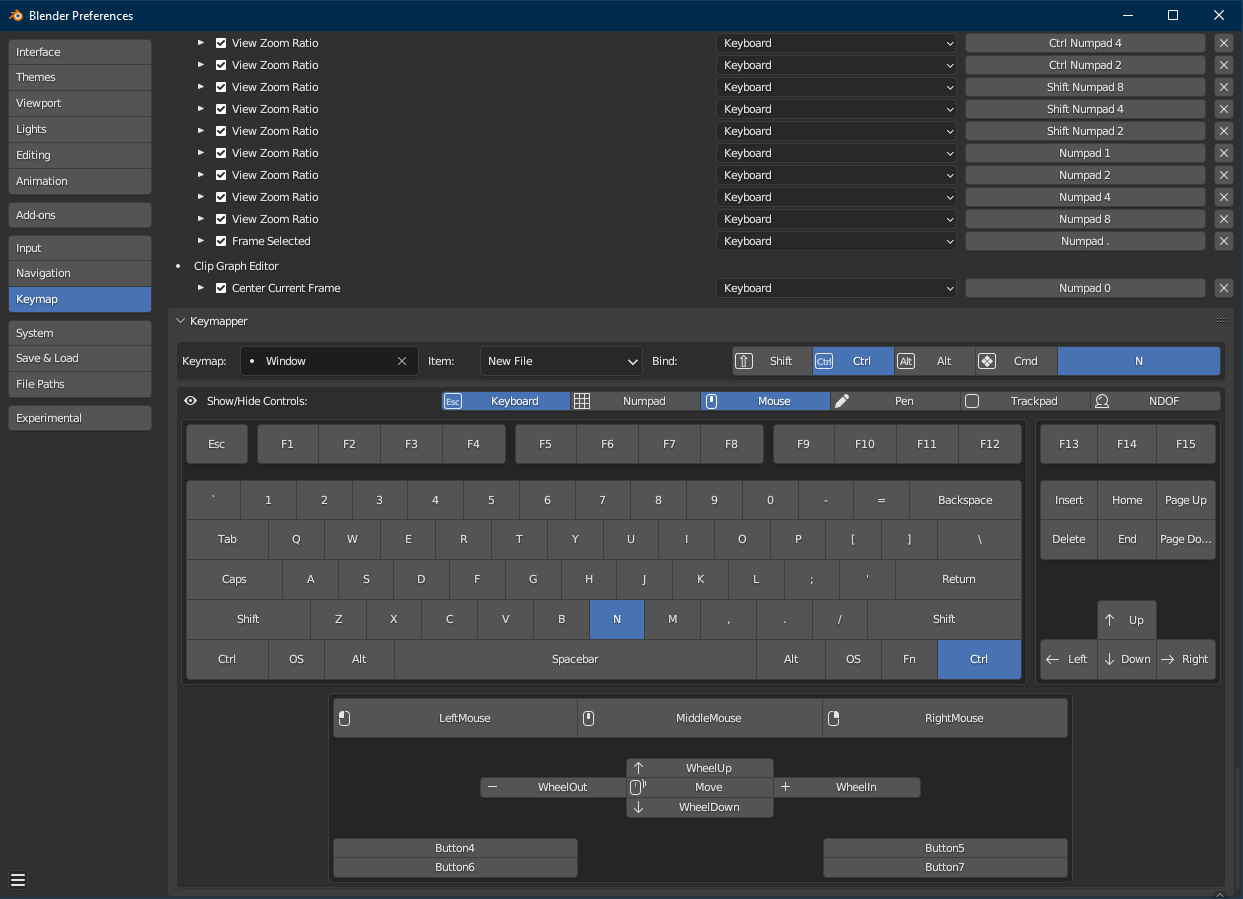 Blender Preferences
Interface
Themes
Viewport
Lights
Editing
Animation
Add-ons
Input
Navigation
Keymap
System
Save & Load
File Paths
Experimental
View Zoom Ratio Keyboard Ctrl Numpad 4
View Zoom Ratio Keyboard Ctrl Numpad 2
View Zoom Ratio Keyboard Shift Numpad 8
View Zoom Ratio Keyboard Shift Numpad 4
View Zoom Ratio Keyboard Shift Numpad 2
View Zoom Ratio Keyboard Numpad 1
View Zoom Ratio Keyboard Numpad 2
View Zoom Ratio Keyboard Numpad 4
View Zoom Ratio Keyboard Numpad 8
Frame Selected Keyboard Numpad .
Clip Graph Editor
Center Current Frame Keyboard Numpad 0
Keymapper
Keymap: Window Item: New File Bind: Shift Ctrl Ctrl Alt Alt Cmd N
Show/Hide Controls: Esc Keyboard Numpad Mouse Pen Trackpad NDOF
Esc F1 F2 F3 F4 F5 F6 F7 F8 F9 F10 F11 F12 F13 F14 F15
` 1 2 3 4 5 6 7 8 9 0 - = Backspace Insert Home Page Up
Tab Q W E R T Y U I O P [ ] \ Delete End Page Do...
Caps A S D F G H J K L ; ' Return
Shift Z X C V B N M , . / Shift Up
Ctrl OS Alt Spacebar Alt OS Fn Ctrl Left Down Right
LeftMouse MiddleMouse RightMouse
WheelUp
WheelOut Move WheelIn
WheelDown
Button4 Button5
Button6 Button7